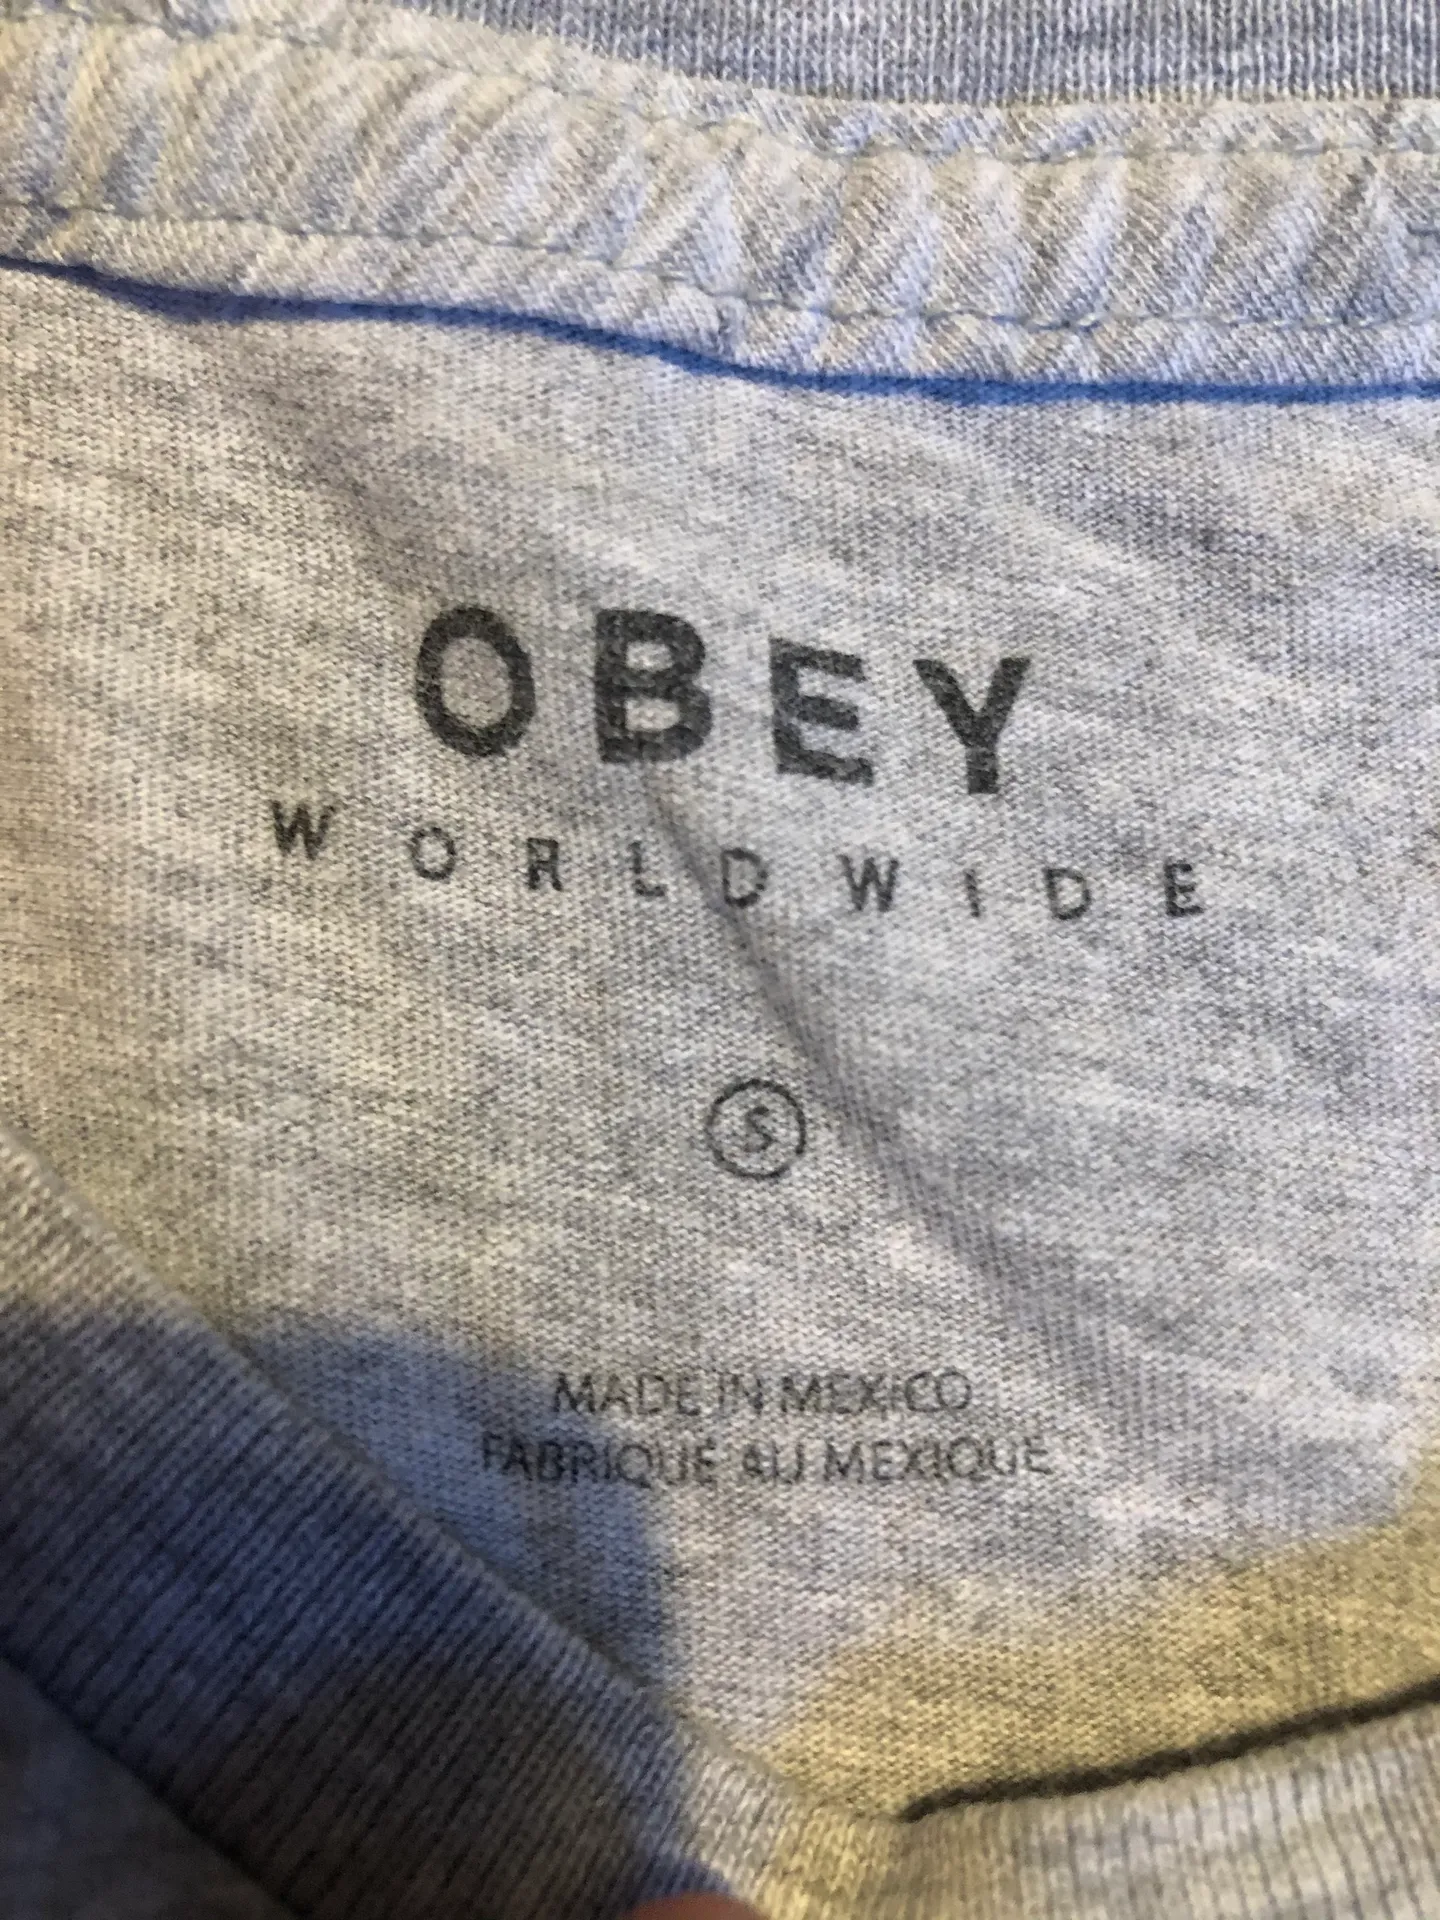 OBEY
WORLDWIDE
S
MADE IN MEXICO
FABRIQUÉ AU MEXIQUE